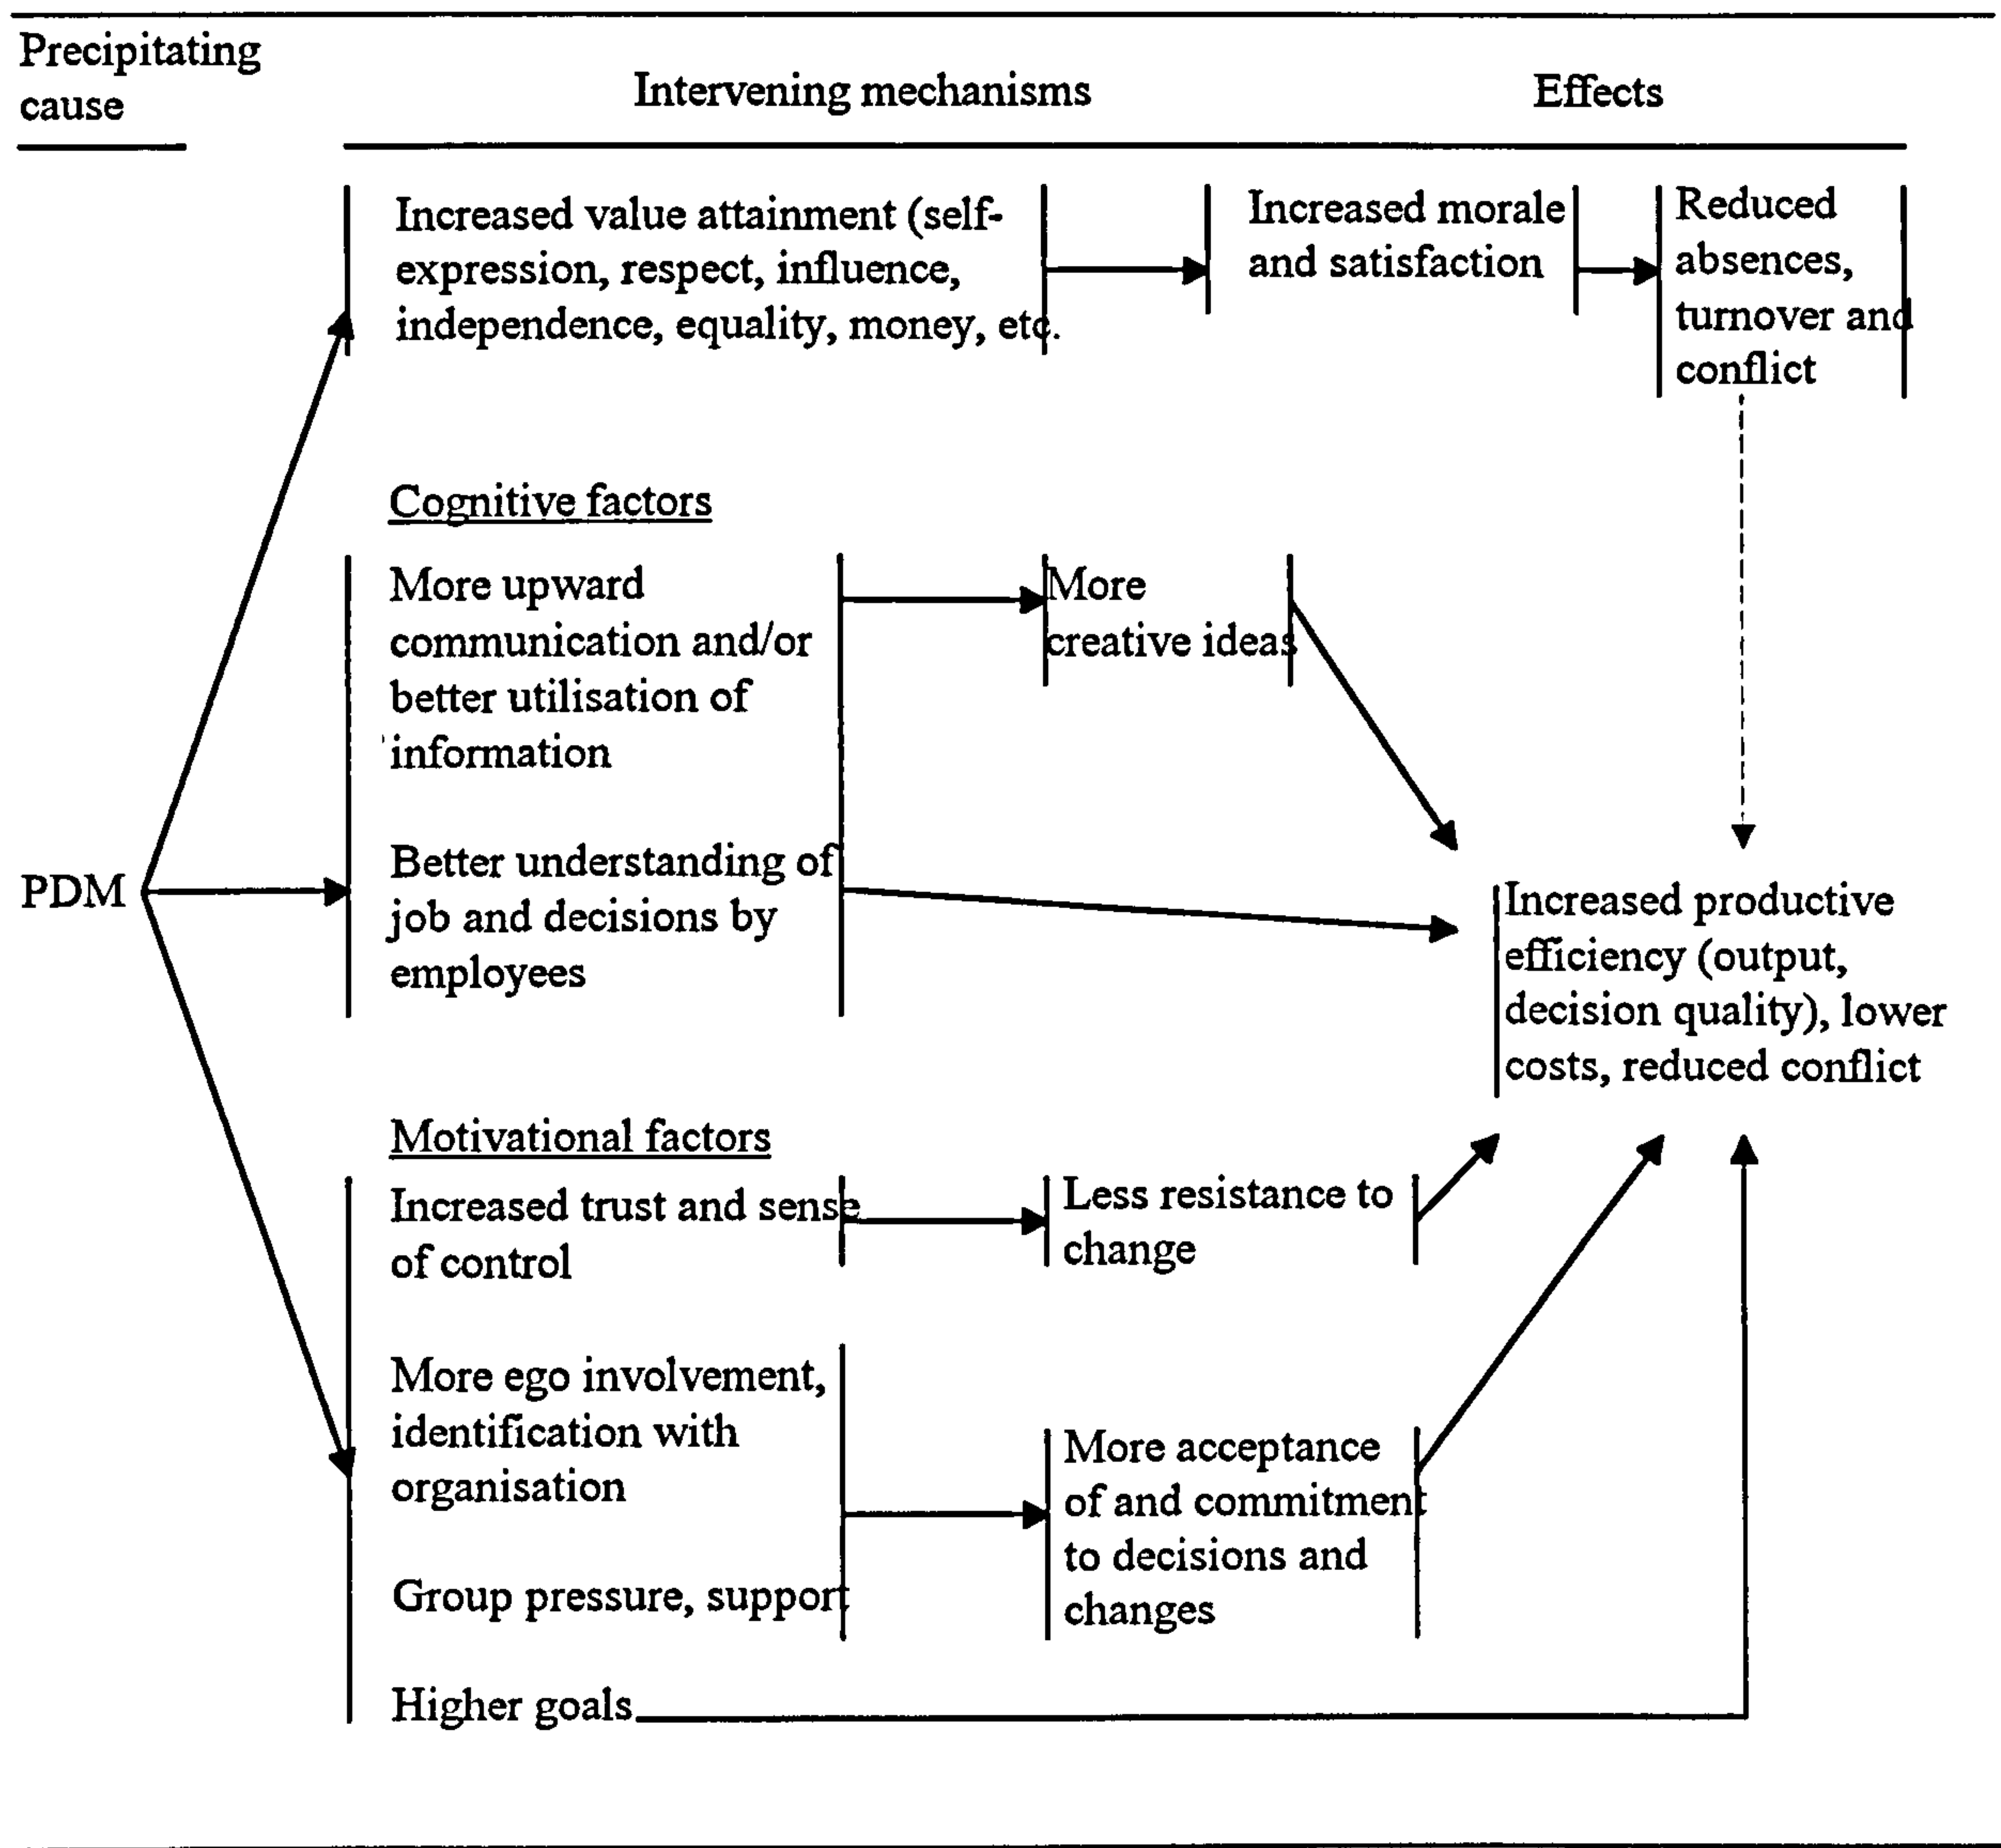 Precipitating
cause
Intervening mechanisms
Effects
Increased value attainment (self-
expression, respect, influence,
independence, equality, money, etc.
Increased morale
and satisfaction
Reduced
absences,
turnover and
conflict
Cognitive factors
More upward
communication and/or
better utilisation of
information
More
creative ideas
Better understanding of
job and decisions by
employees
PDM
Increased productive
efficiency (output,
decision quality), lower
costs, reduced conflict
Motivational factors
Increased trust and sense
of control
Less resistance to
change
More ego involvement,
identification with
organisation
More acceptance
of and commitment
to decisions and
changes
Group pressure, support
Higher goals